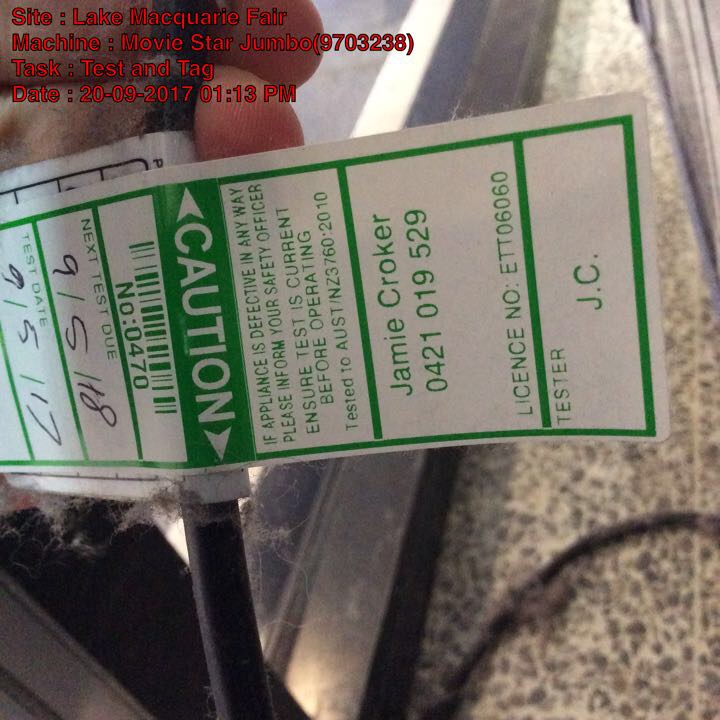 Site : Lake Macquarie Fair
Machine : Movie Star Jumbo(9703238)
Task : Test and Tag
Date : 20-09-2017 01:13 PM
TEST DATE
9/5/17
NEXT TEST DUE
9/5/18
No:0470
CAUTION
IF APPLIANCE IS DEFECTIVE IN ANY WAY
PLEASE INFORM YOUR SAFETY OFFICER
ENSURE TEST IS CURRENT
BEFORE OPERATING
Tested to AUST/NZ3760:2010
Jamie Croker
0421 019 529
LICENCE NO: ETT06060
TESTER
J.C.